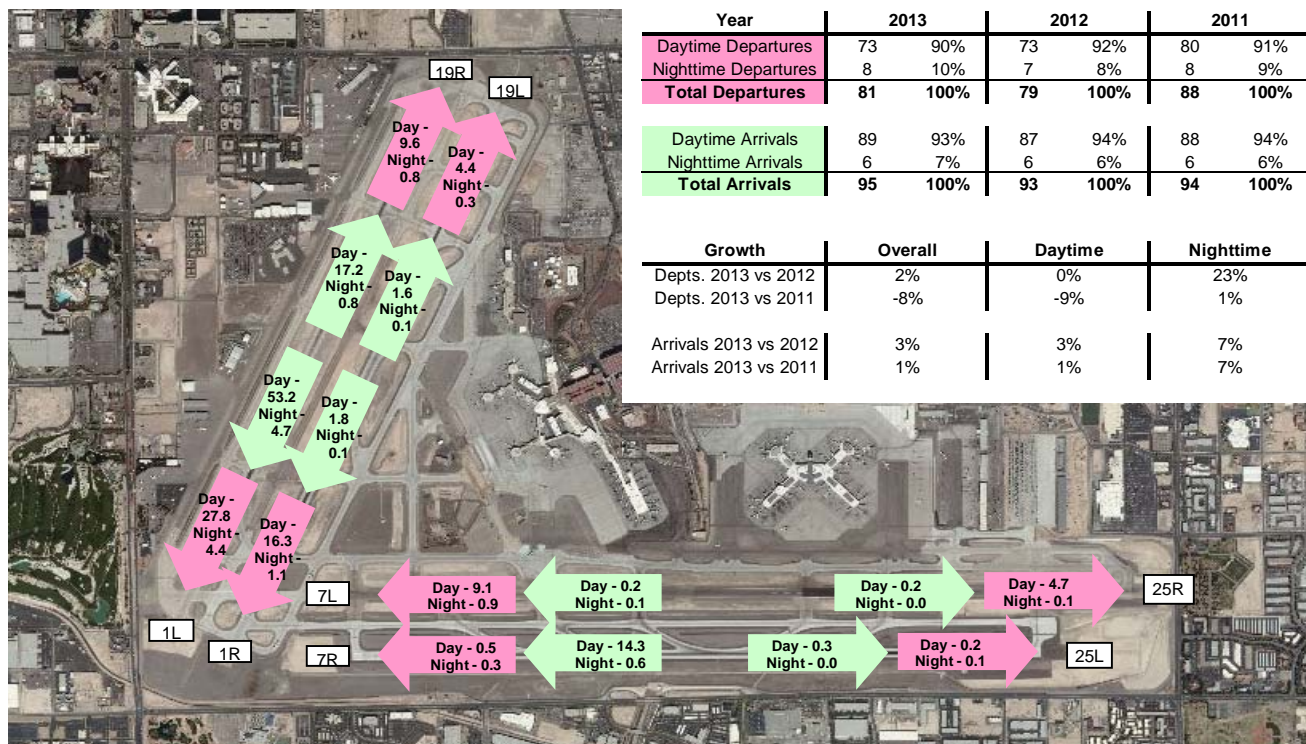 Year 2013 2012 2011
Daytime Departures 73 90% 73 92% 80 91%
Nighttime Departures 8 10% 7 8% 8 9%
Total Departures 81 100% 79 100% 88 100%
Daytime Arrivals 89 93% 87 94% 88 94%
Nighttime Arrivals 6 7% 6 6% 6 6%
Total Arrivals 95 100% 93 100% 94 100%
Growth Overall Daytime Nighttime
Depts. 2013 vs 2012 2% 0% 23%
Depts. 2013 vs 2011 -8% -9% 1%
Arrivals 2013 vs 2012 3% 3% 7%
Arrivals 2013 vs 2011 1% 1% 7%
19R
19L
Day -
9.6
Night -
0.8
Day -
4.4
Night -
0.3
Day -
17.2
Night -
0.8
Day -
1.6
Night -
0.1
Day -
53.2
Night -
4.7
Day -
1.8
Night -
0.1
Day -
27.8
Night -
4.4
Day -
16.3
Night -
1.1
1L
1R
7L
Day - 9.1
Night - 0.9
Day - 0.2
Night - 0.1
Day - 0.2
Night - 0.0
Day - 4.7
Night - 0.1
25R
7R
Day - 0.5
Night - 0.3
Day - 14.3
Night - 0.6
Day - 0.3
Night - 0.0
Day - 0.2
Night - 0.1
25L